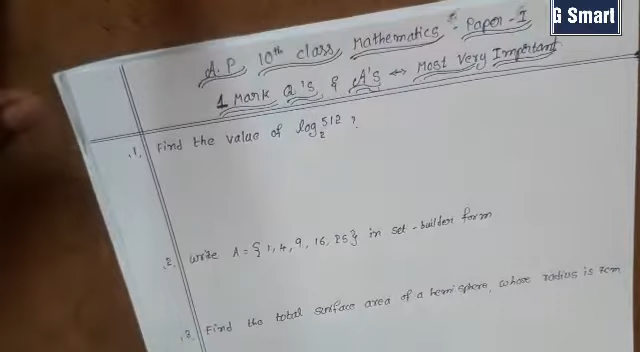 G Smart
A.P 10th class, Mathematics - Paper-I
1 Mark Q's & A's ↔ Most Very Important
1. Find the value of log₂512 ?
2. write A = {1, 4, 9, 16, 25} in set-builder form
3. Find the total surface area of a hemisphere, whose radius is 7cm